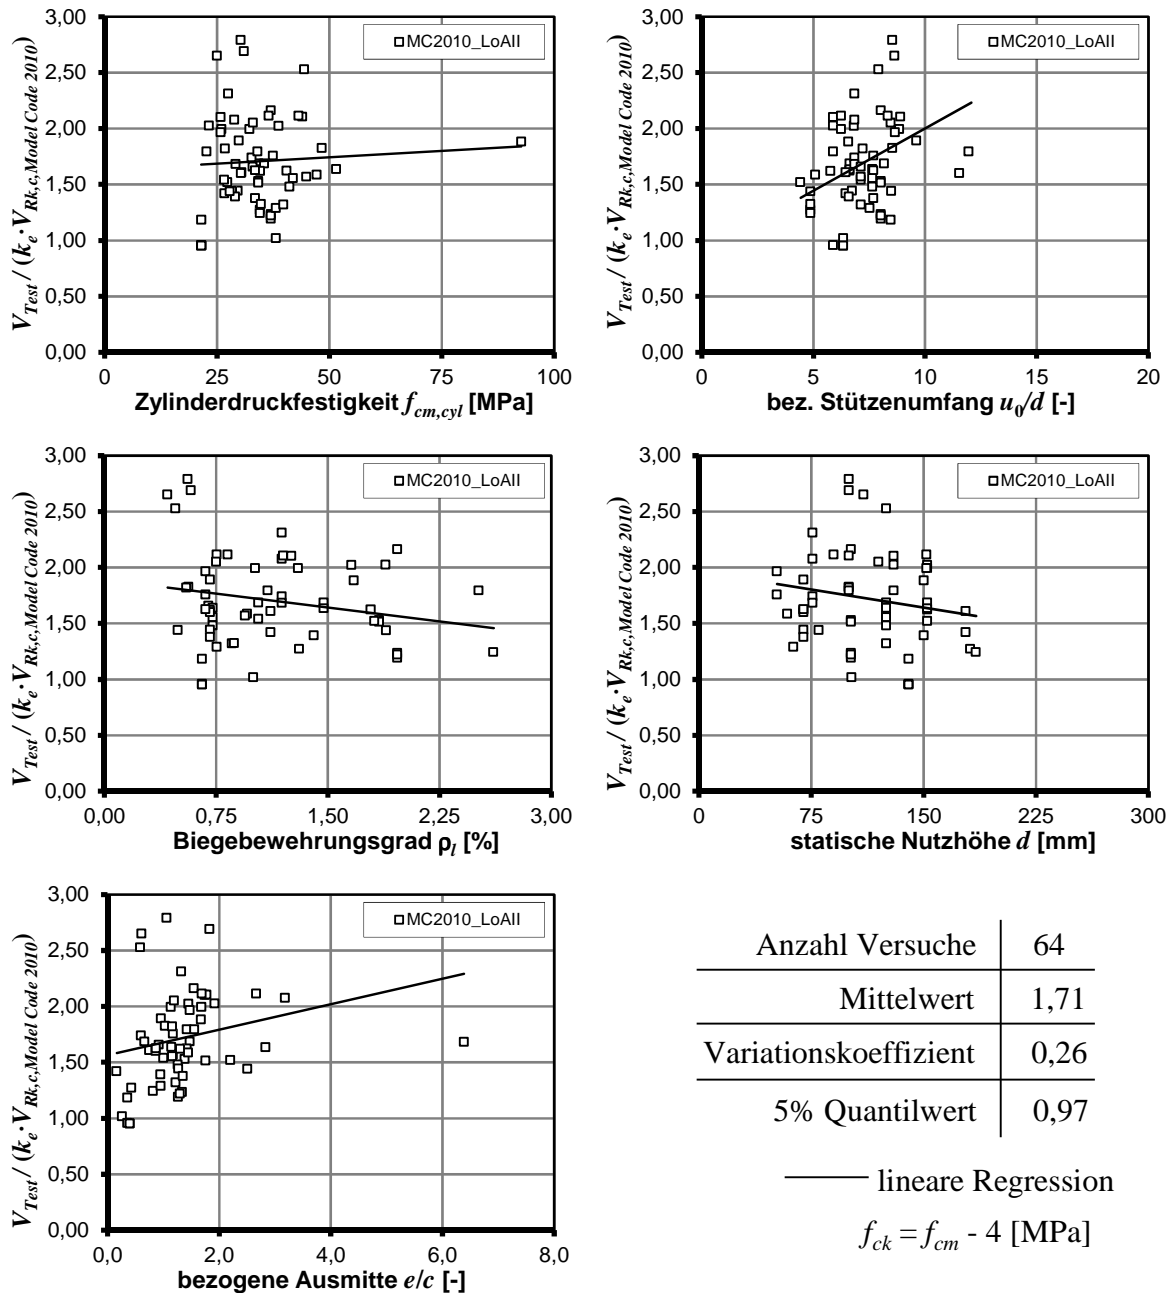 3,00
2,50
2,00
1,50
1,00
0,50
0,00
V_Test / (k_e·V_Rk,c,Model Code 2010)
MC2010_LoAII
0 25 50 75 100
Zylinderdruckfestigkeit f_cm,cyl [MPa]
3,00
2,50
2,00
1,50
1,00
0,50
0,00
V_Test / (k_e·V_Rk,c,Model Code 2010)
MC2010_LoAII
0 5 10 15 20
bez. Stützenumfang u_0/d [-]
3,00
2,50
2,00
1,50
1,00
0,50
0,00
V_Test / (k_e·V_Rk,c,Model Code 2010)
MC2010_LoAII
0,00 0,75 1,50 2,25 3,00
Biegebewehrungsgrad ρ_l [%]
3,00
2,50
2,00
1,50
1,00
0,50
0,00
V_Test / (k_e·V_Rk,c,Model Code 2010)
MC2010_LoAII
0 75 150 225 300
statische Nutzhöhe d [mm]
3,00
2,50
2,00
1,50
1,00
0,50
0,00
V_Test / (k_e·V_Rk,c,Model Code 2010)
MC2010_LoAII
0,0 2,0 4,0 6,0 8,0
bezogene Ausmitte e/c [-]
Anzahl Versuche 64
Mittelwert 1,71
Variationskoeffizient 0,26
5% Quantilwert 0,97
lineare Regression
f_ck = f_cm - 4 [MPa]